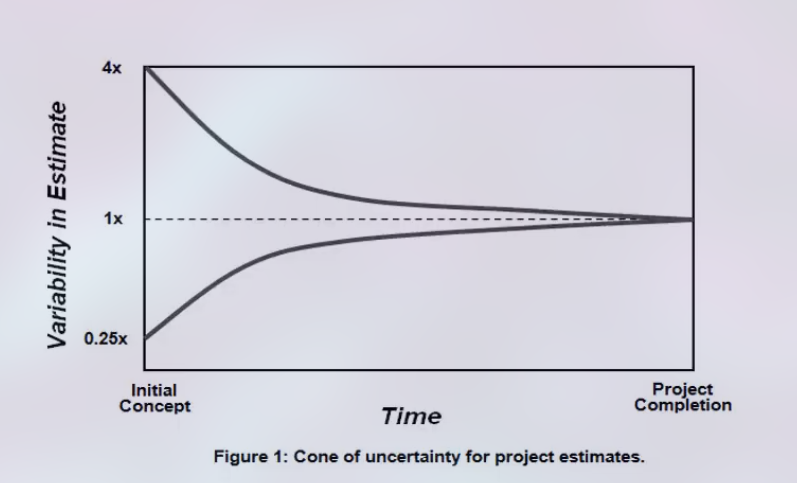 4x
Variability in Estimate
1x
0.25x
Initial
Concept
Time
Project
Completion
Figure 1: Cone of uncertainty for project estimates.